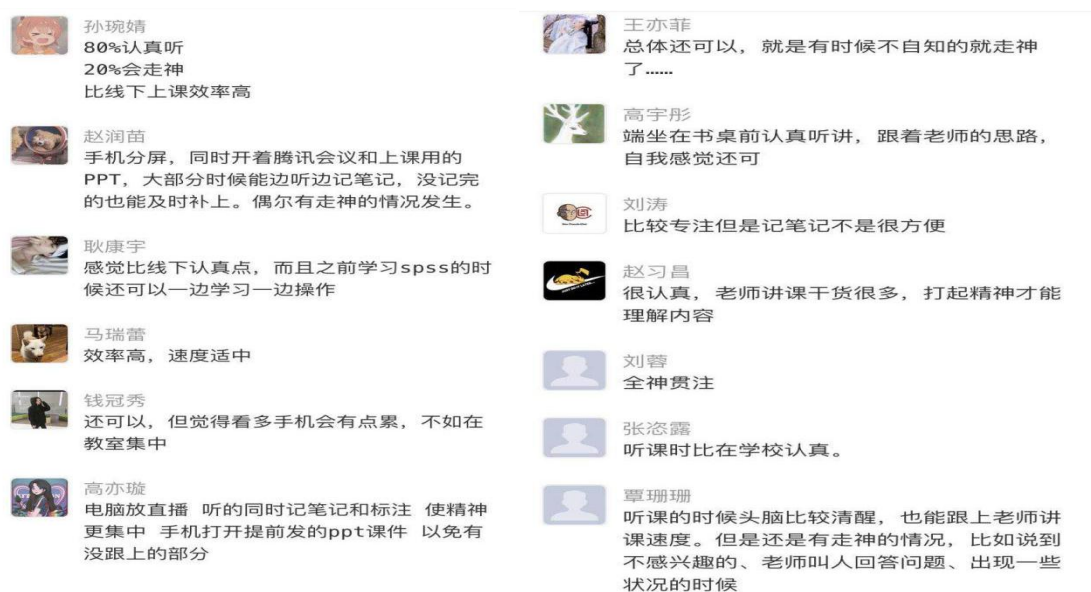 孙琬婧
80%认真听
20%会走神
比线下上课效率高
赵润苗
手机分屏，同时开着腾讯会议和上课用的
PPT，大部分时候能边听边记笔记，没记完
的也能及时补上。偶尔有走神的情况发生。
耿康宇
感觉比线下认真点，而且之前学习spss的时
候还可以一边学习一边操作
马瑞蕾
效率高，速度适中
钱冠秀
还可以，但觉得看多手机会有点累，不如在
教室集中
高亦璇
电脑放直播 听的同时记笔记和标注 使精神
更集中 手机打开提前发的ppt课件 以免有
没跟上的部分
王亦菲
总体还可以，就是有时候不自知的就走神
了……
高宇彤
端坐在书桌前认真听讲，跟着老师的思路，
自我感觉还可
刘涛
比较专注但是记笔记不是很方便
赵习昌
很认真，老师讲课干货很多，打起精神才能
理解内容
刘蓉
全神贯注
张恣露
听课时比在学校认真。
覃珊珊
听课的时候头脑比较清醒，也能跟上老师讲
课速度。但是还是有走神的情况，比如说到
不感兴趣的、老师叫人回答问题、出现一些
状况的时候